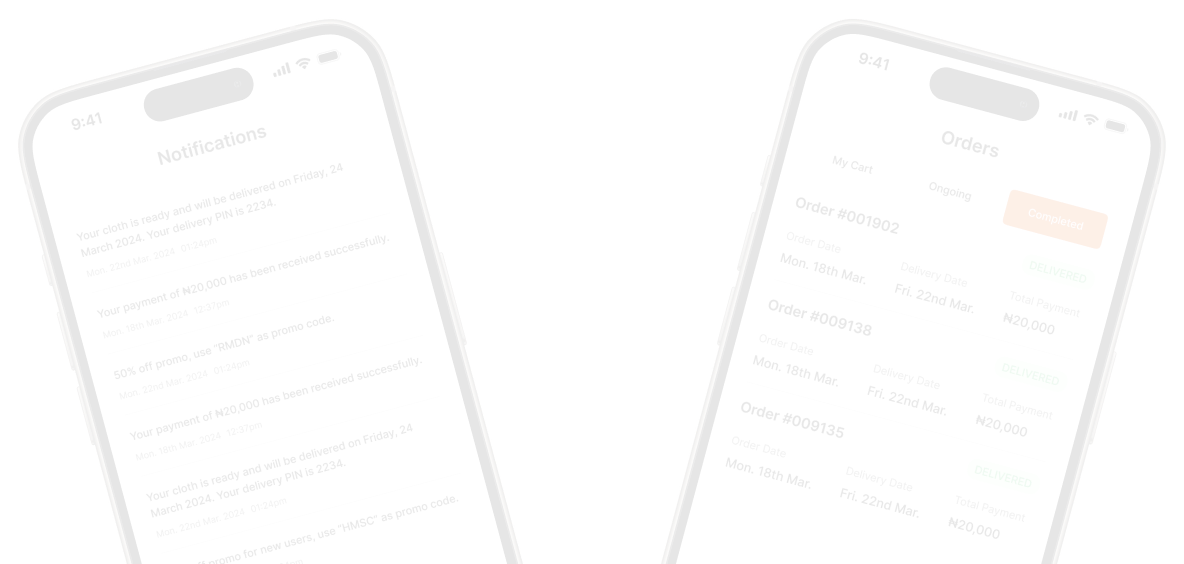 9:41
Notifications
Your cloth is ready and will be delivered on Friday, 24
March 2024. Your delivery PIN is 2234.
Mon. 22nd Mar. 2024 · 01:24pm
Your payment of ₦20,000 has been received successfully.
Mon. 18th Mar. 2024 · 12:37pm
50% off promo, use "RMDN" as promo code.
Mon. 22nd Mar. 2024 · 01:24pm
Your payment of ₦20,000 has been received successfully.
Mon. 18th Mar. 2024 · 12:37pm
Your cloth is ready and will be delivered on Friday, 24
March 2024. Your delivery PIN is 2234.
Mon. 22nd Mar. 2024 · 01:24pm
promo for new users, use "HMSC" as promo code.
9:41
Orders
My Cart
Ongoing
Completed
Order #001902
DELIVERED
Order Date
Delivery Date
Total Payment
Mon. 18th Mar.
Fri. 22nd Mar.
₦20,000
Order #009138
DELIVERED
Order Date
Delivery Date
Total Payment
Mon. 18th Mar.
Fri. 22nd Mar.
₦20,000
Order #009135
DELIVERED
Order Date
Delivery Date
Total Payment
Mon. 18th Mar.
Fri. 22nd Mar.
₦20,000